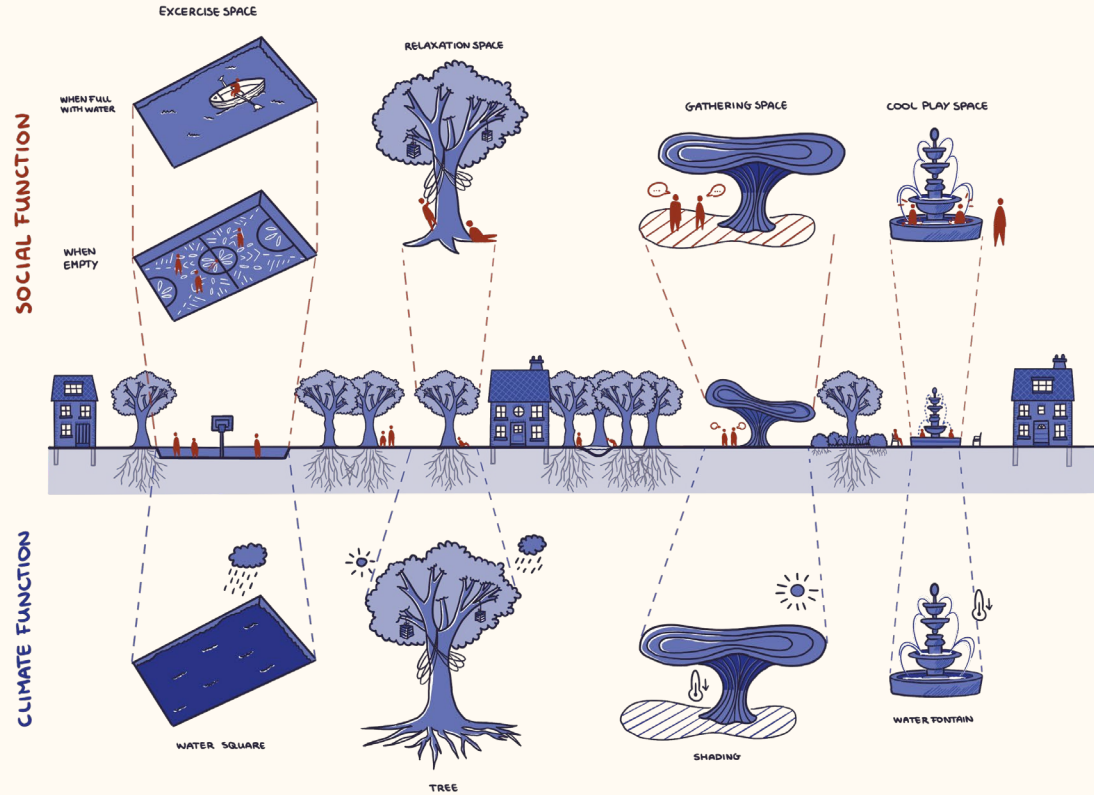 EXCERCISE SPACE
RELAXATION SPACE
WHEN FULL
WITH WATER
GATHERING SPACE
COOL PLAY SPACE
SOCIAL FUNCTION
WHEN
EMPTY
CLIMATE FUNCTION
WATER SQUARE
TREE
SHADING
WATER FONTAIN